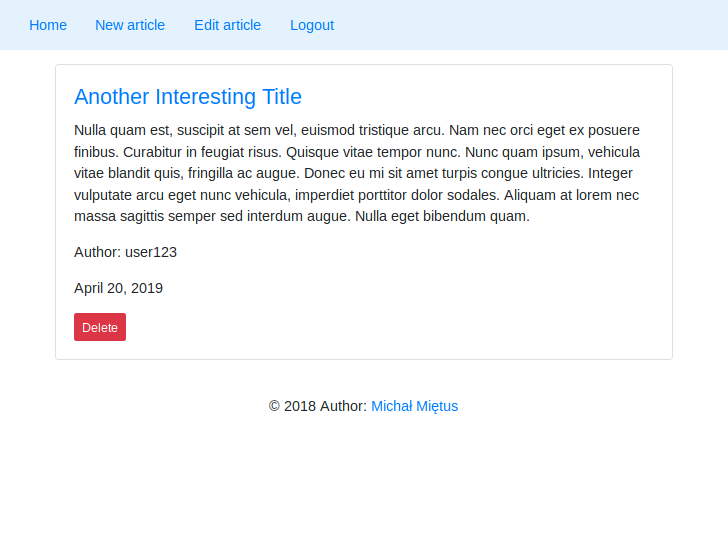 Home New article Edit article Logout
Another Interesting Title
Nulla quam est, suscipit at sem vel, euismod tristique arcu. Nam nec orci eget ex posuere
finibus. Curabitur in feugiat risus. Quisque vitae tempor nunc. Nunc quam ipsum, vehicula
vitae blandit quis, fringilla ac augue. Donec eu mi sit amet turpis congue ultricies. Integer
vulputate arcu eget nunc vehicula, imperdiet porttitor dolor sodales. Aliquam at lorem nec
massa sagittis semper sed interdum augue. Nulla eget bibendum quam.
Author: user123
April 20, 2019
Delete
© 2018 Author: Michał Miętus